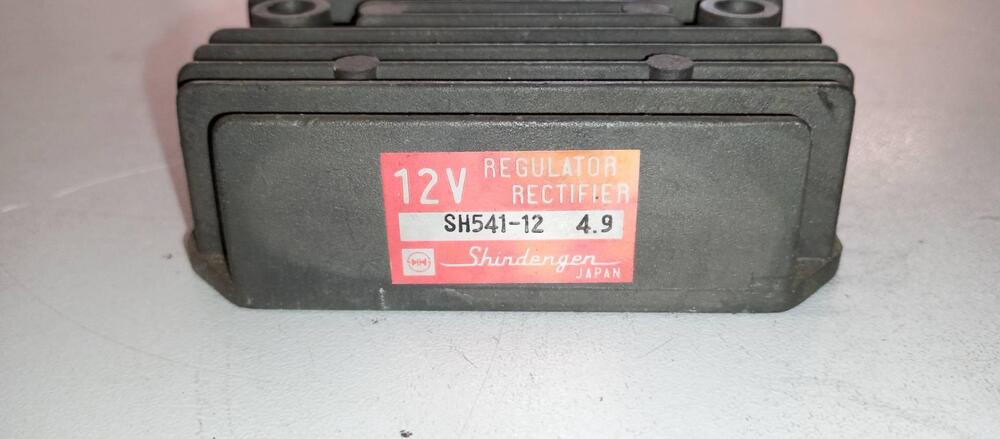 12V REGULATOR
RECTIFIER
SH541-12 4.9
Shindengen
JAPAN